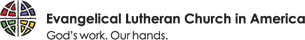 Evangelical Lutheran Church in America
God's work. Our hands.